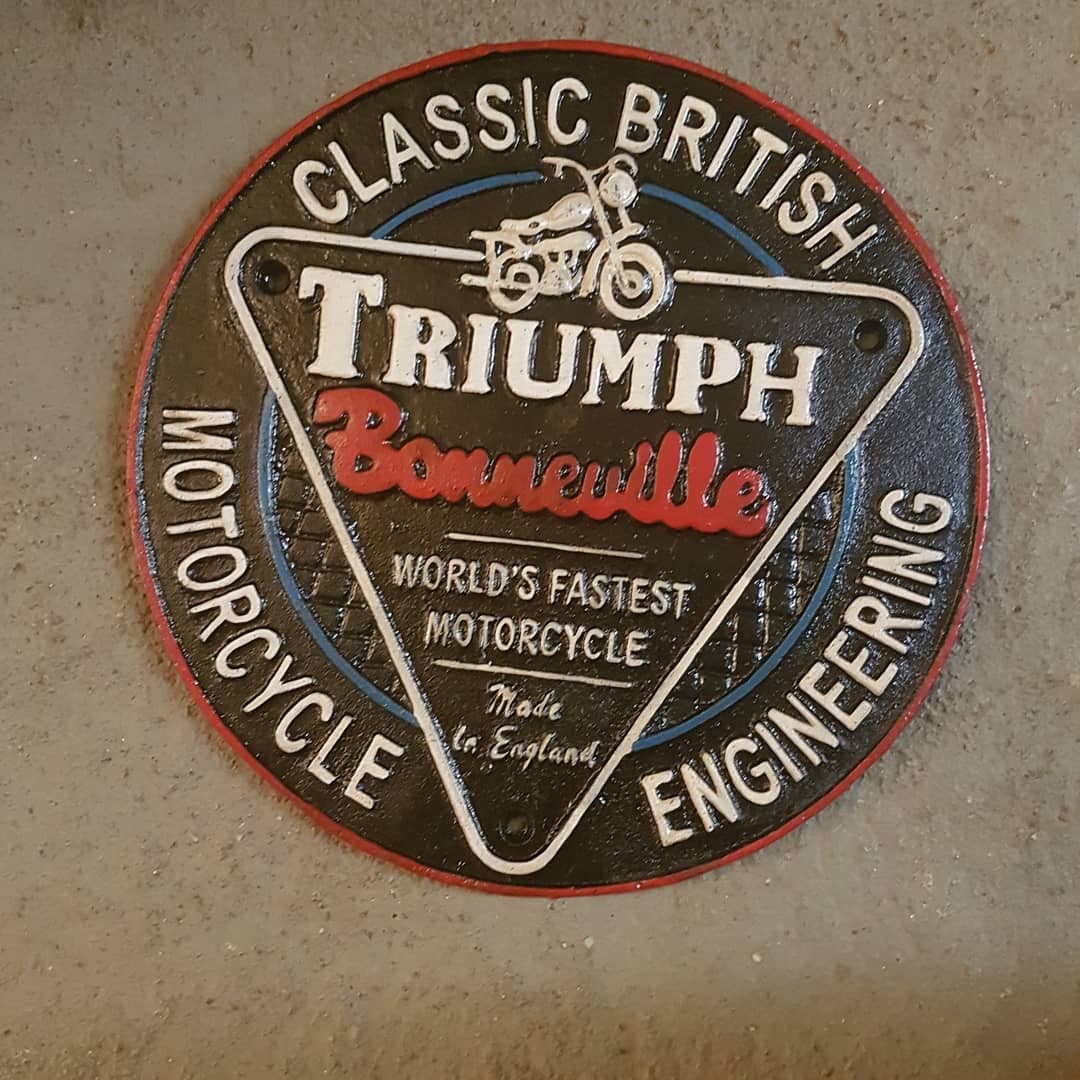 CLASSIC BRITISH
TRIUMPH
Bonneville
WORLD'S FASTEST
MOTORCYCLE
Made
In England
MOTORCYCLE
ENGINEERING